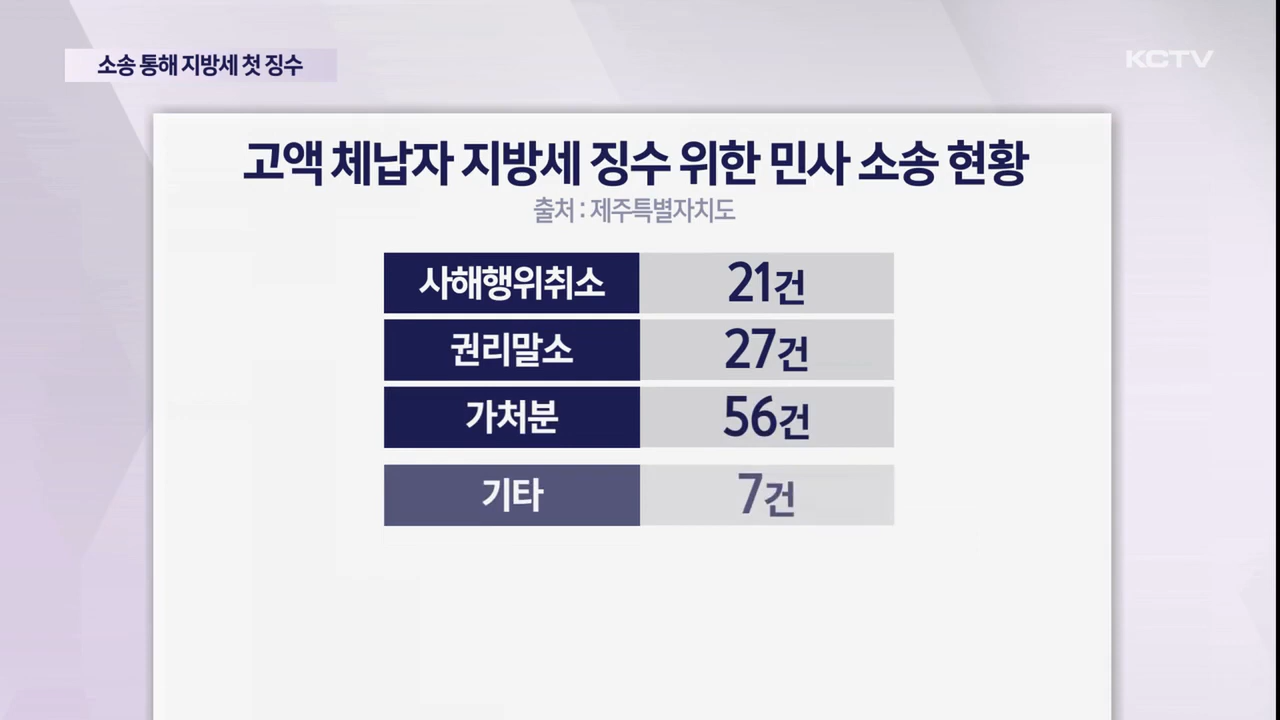 소송 통해 지방세 첫 징수
KCTV
고액 체납자 지방세 징수 위한 민사 소송 현황
출처 : 제주특별자치도
사해행위취소 21건
권리말소 27건
가처분 56건
기타 7건